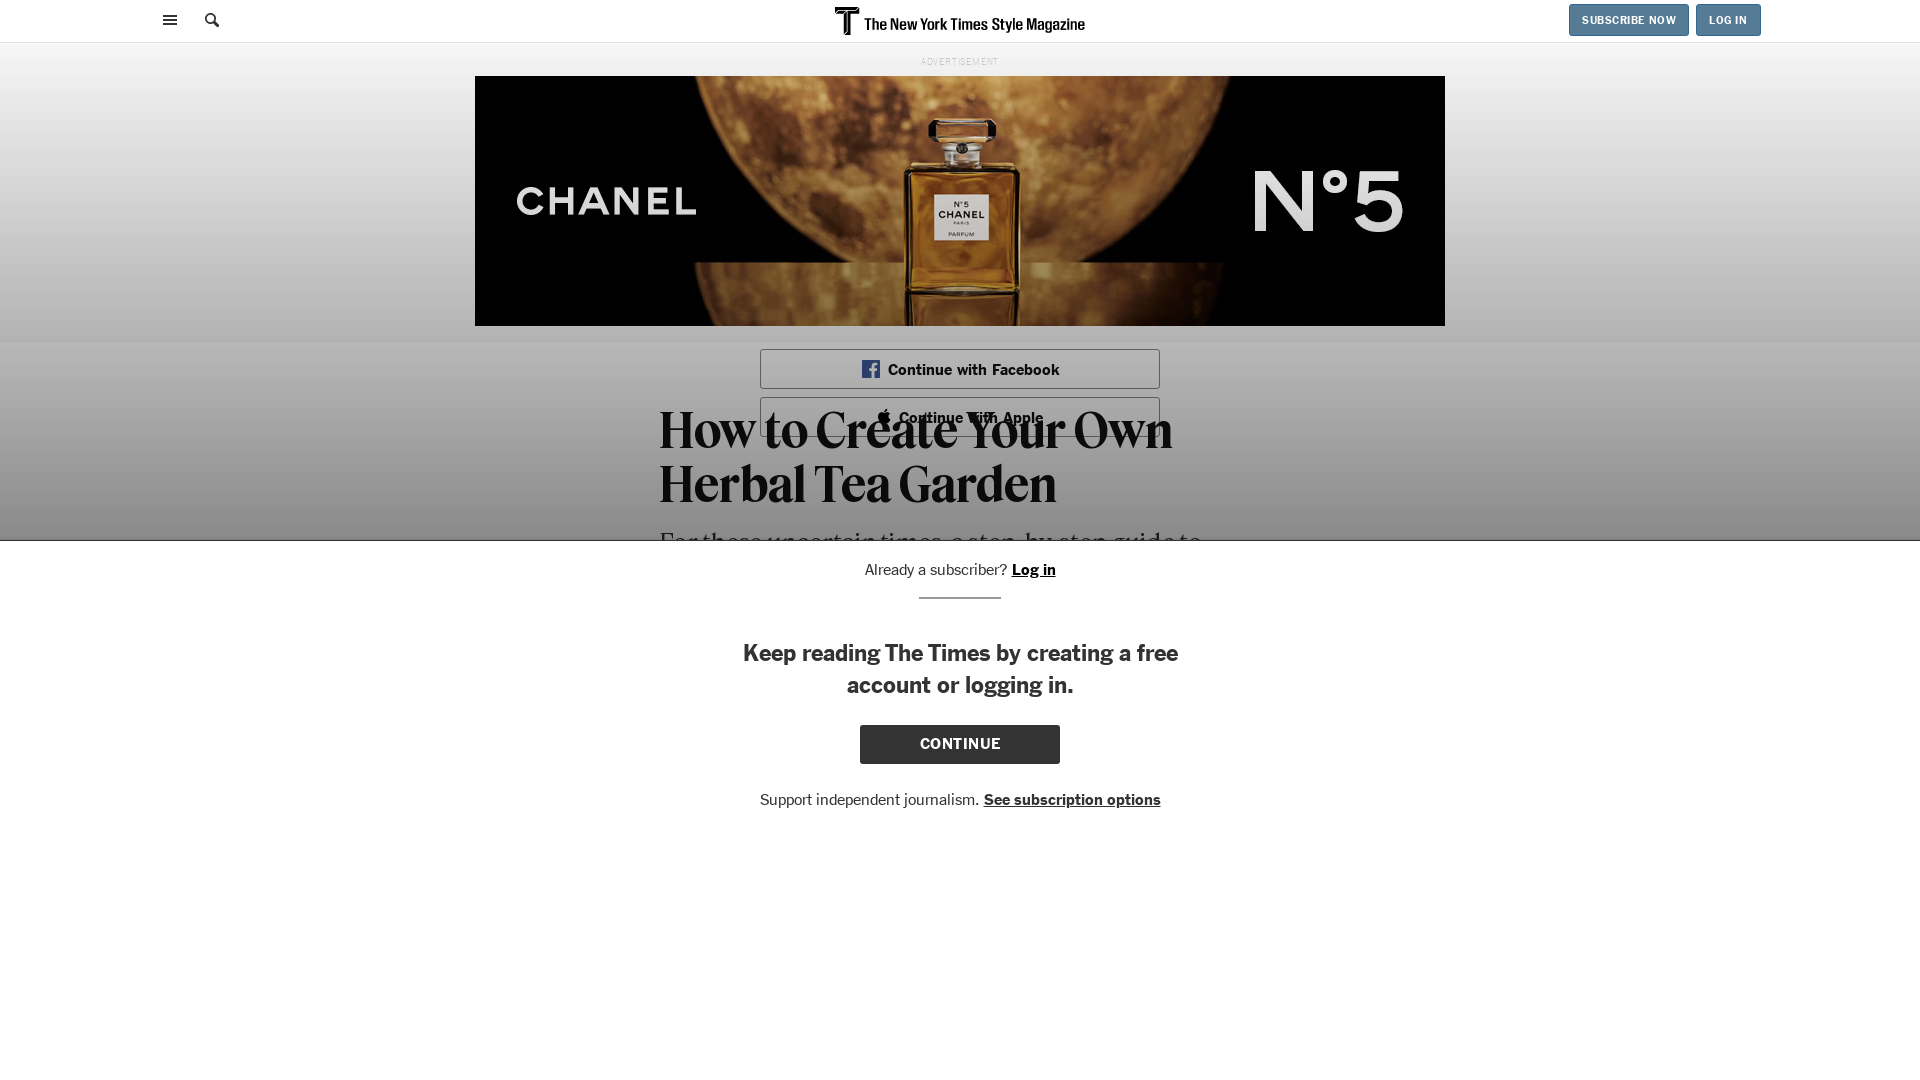 The New York Times Style Magazine
SUBSCRIBE NOW
LOG IN
ADVERTISEMENT
CHANEL
N°5
CHANEL
PARIS
PARFUM
N°5
Continue with Facebook
Continue with Apple
How to Create Your Own
Herbal Tea Garden
For these uncertain times, a step-by-step guide to
Already a subscriber? Log in
Keep reading The Times by creating a free
account or logging in.
CONTINUE
Support independent journalism. See subscription options